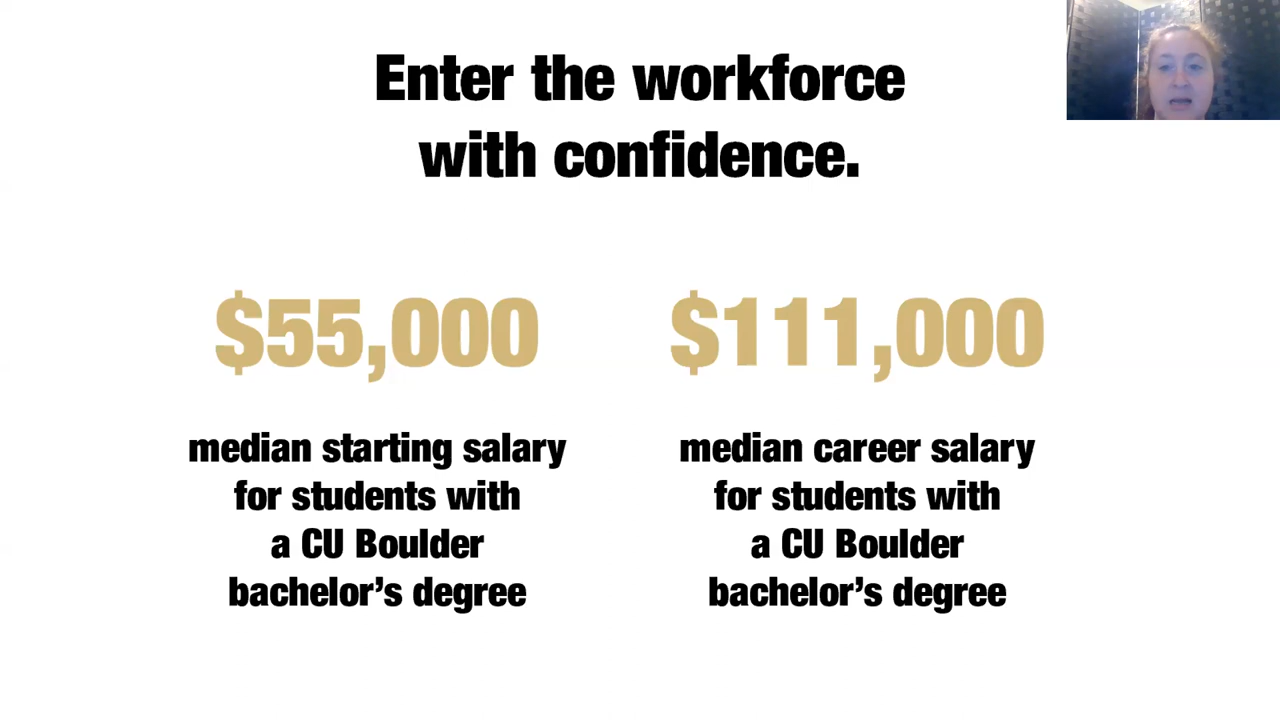 Enter the workforce
with confidence.
$55,000
median starting salary
for students with
a CU Boulder
bachelor’s degree
$111,000
median career salary
for students with
a CU Boulder
bachelor’s degree